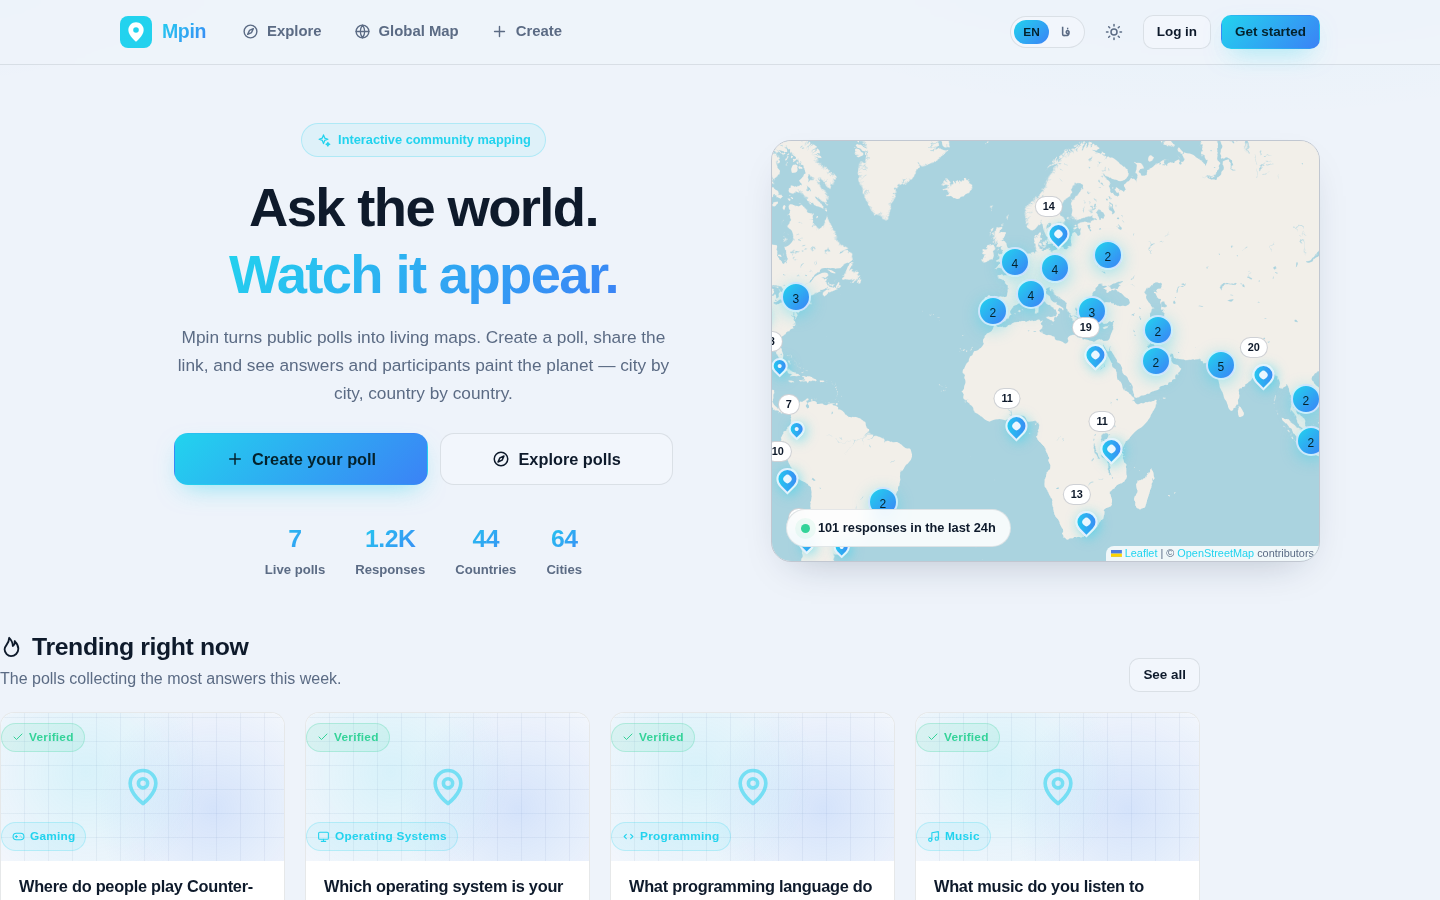 Mpin
Explore
Global Map
Create
EN
فا
Log in
Get started
Interactive community mapping
Ask the world.
Watch it appear.
Mpin turns public polls into living maps. Create a poll, share the
link, and see answers and participants paint the planet — city by
city, country by country.
Create your poll
Explore polls
7
Live polls
1.2K
Responses
44
Countries
64
Cities
14
4
4
2
3
4
2
3
19
2
2
5
20
2
2
7
11
11
10
13
2
101 responses in the last 24h
Leaflet | © OpenStreetMap contributors
Trending right now
The polls collecting the most answers this week.
See all
Verified
Verified
Verified
Verified
Gaming
Operating Systems
Programming
Music
Where do people play Counter-
Which operating system is your
What programming language do
What music do you listen to